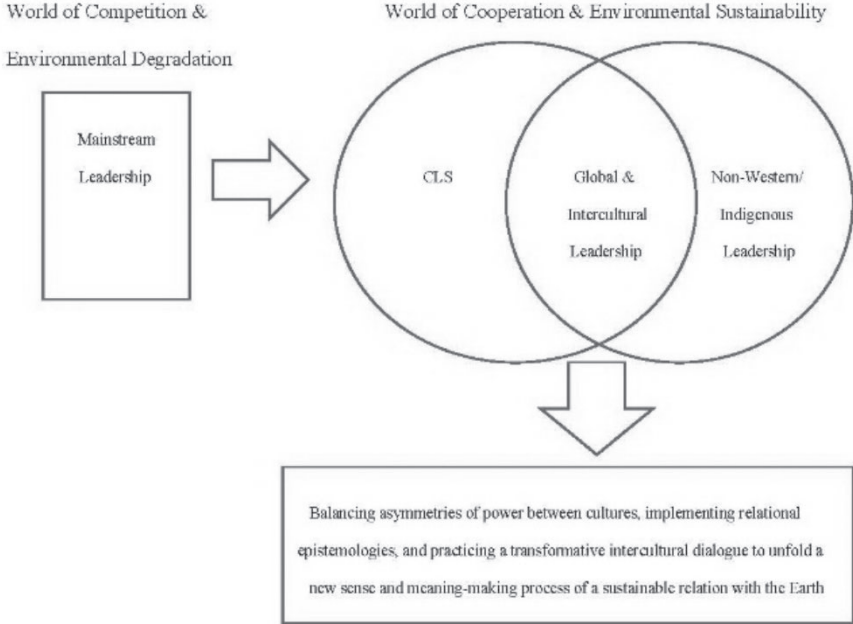 World of Competition &
Environmental Degradation
World of Cooperation & Environmental Sustainability
Mainstream
Leadership
CLS
Global &
Intercultural
Leadership
Non-Western/
Indigenous
Leadership
Balancing asymmetries of power between cultures, implementing relational
epistemologies, and practicing a transformative intercultural dialogue to unfold a
new sense and meaning-making process of a sustainable relation with the Earth